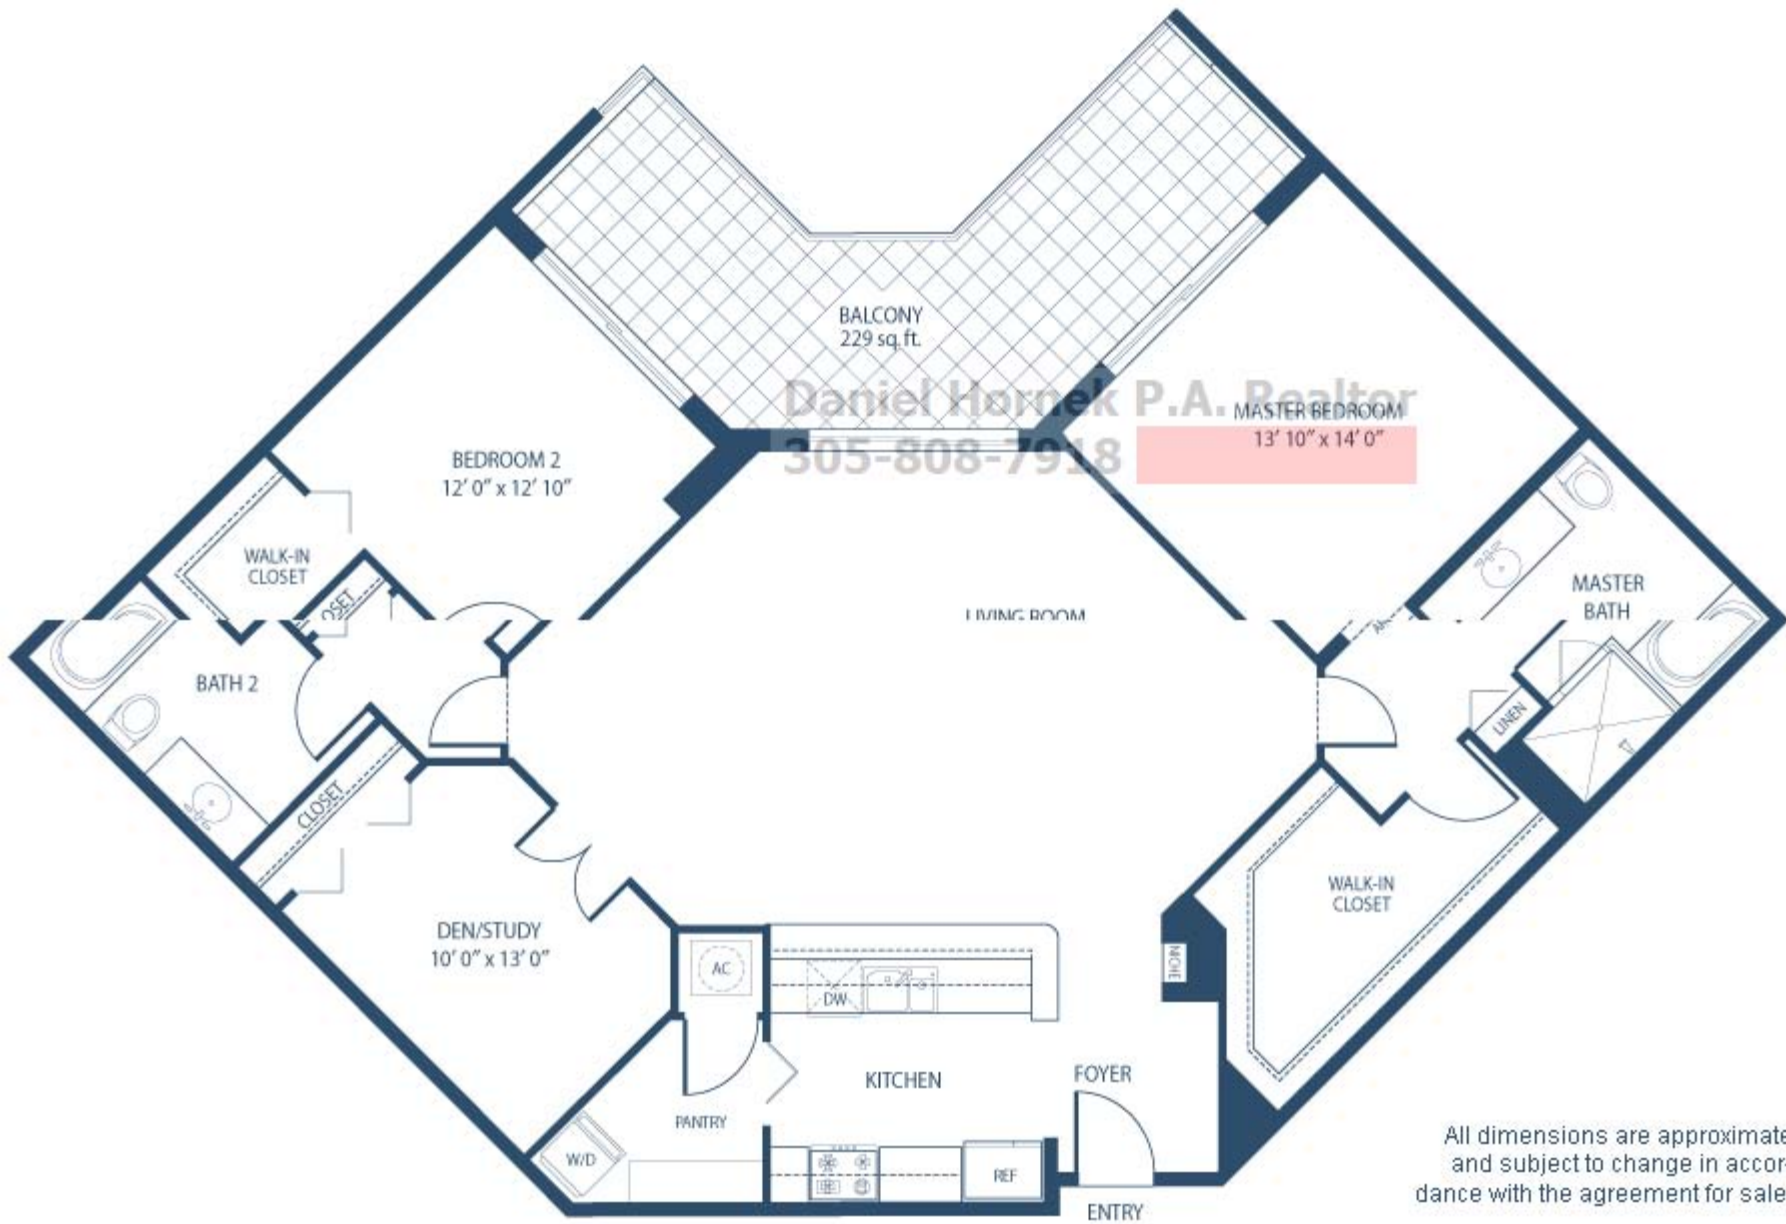 BALCONY
229 sq. ft.
Daniel Hornek P.A. Realtor
305-808-7918
MASTER BEDROOM
13' 10" x 14' 0"
BEDROOM 2
12' 0" x 12' 10"
WALK-IN
CLOSET
MASTER
BATH
LIVING ROOM
BATH 2
LINEN
CLOSET
WALK-IN
CLOSET
DEN/STUDY
10' 0" x 13' 0"
AC
DW
NICHE
KITCHEN
FOYER
PANTRY
W/D
REF
ENTRY
All dimensions are approximate
and subject to change in accor-
dance with the agreement for sale